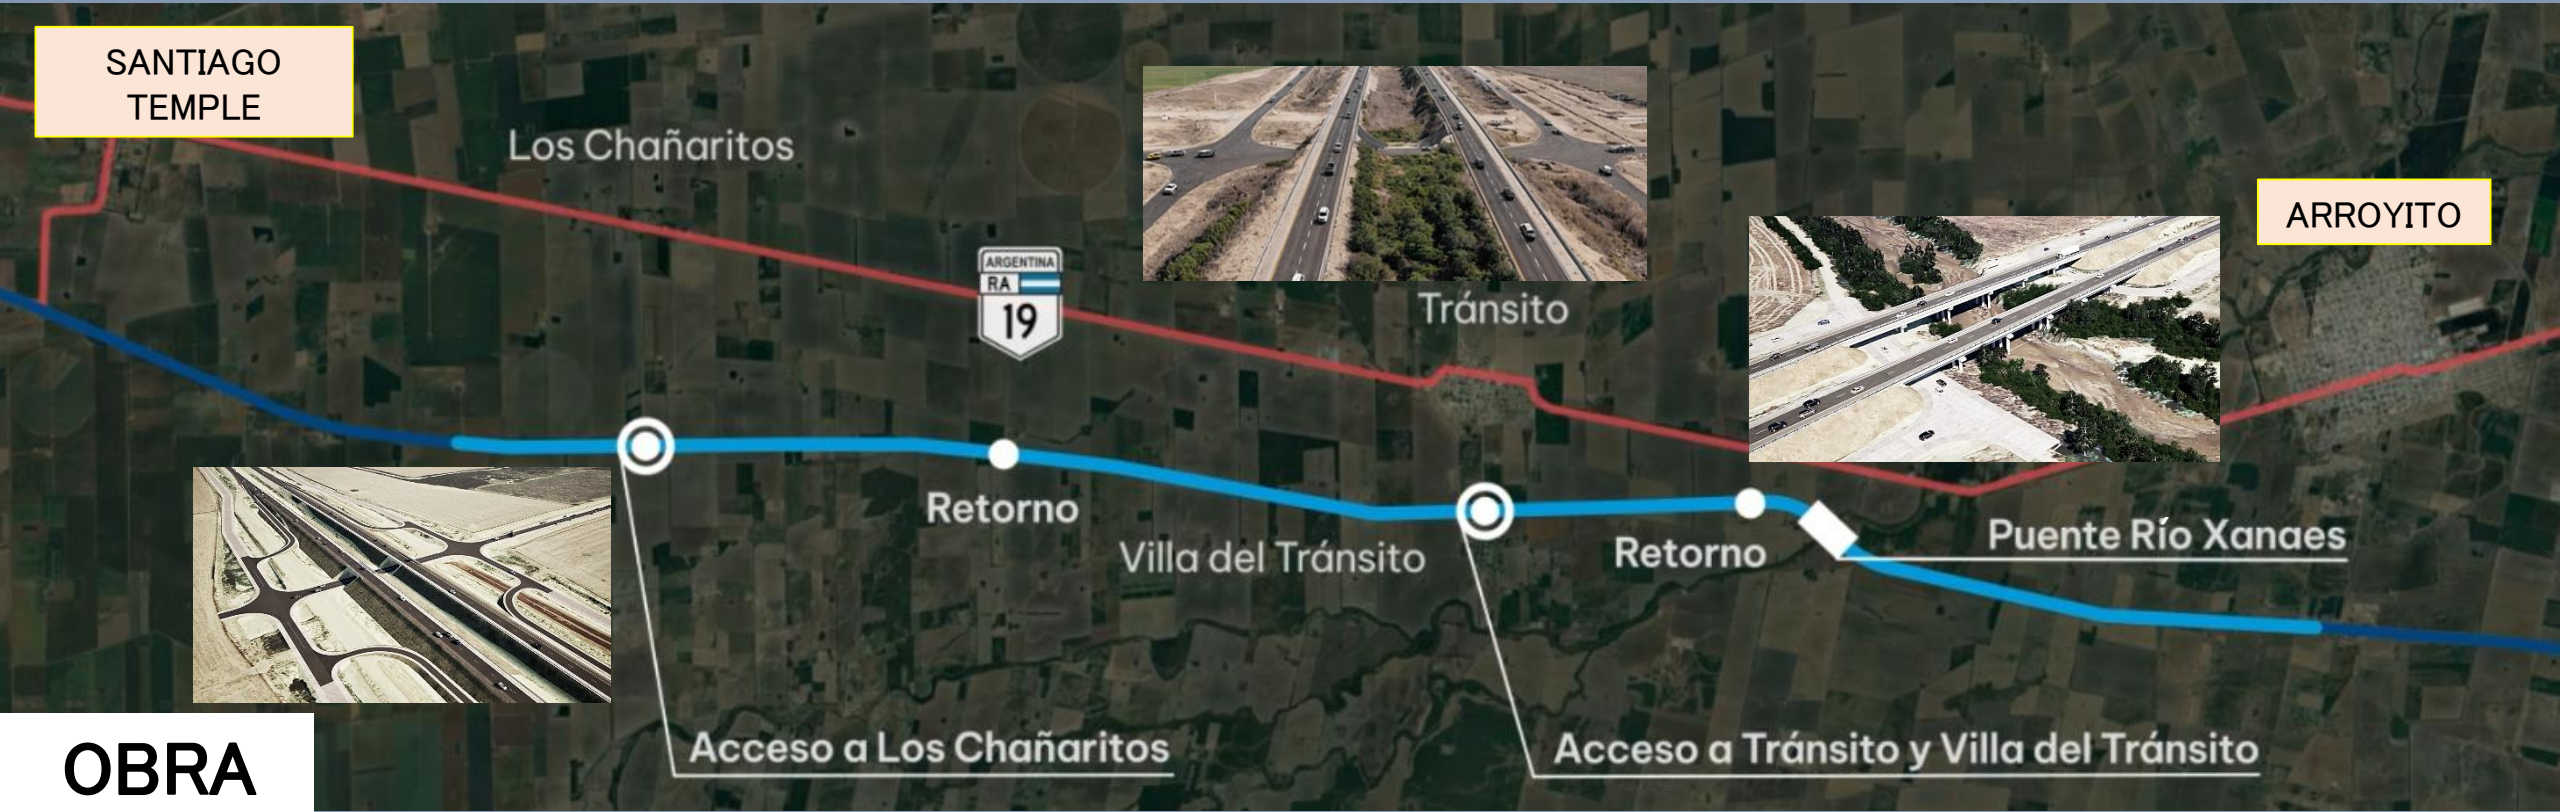 SANTIAGO
TEMPLE
Los Chañaritos
ARGENTINA
RA
19
Tránsito
ARROYITO
Retorno
Villa del Tránsito
Retorno
Puente Río Xanaes
Acceso a Los Chañaritos
Acceso a Tránsito y Villa del Tránsito
OBRA